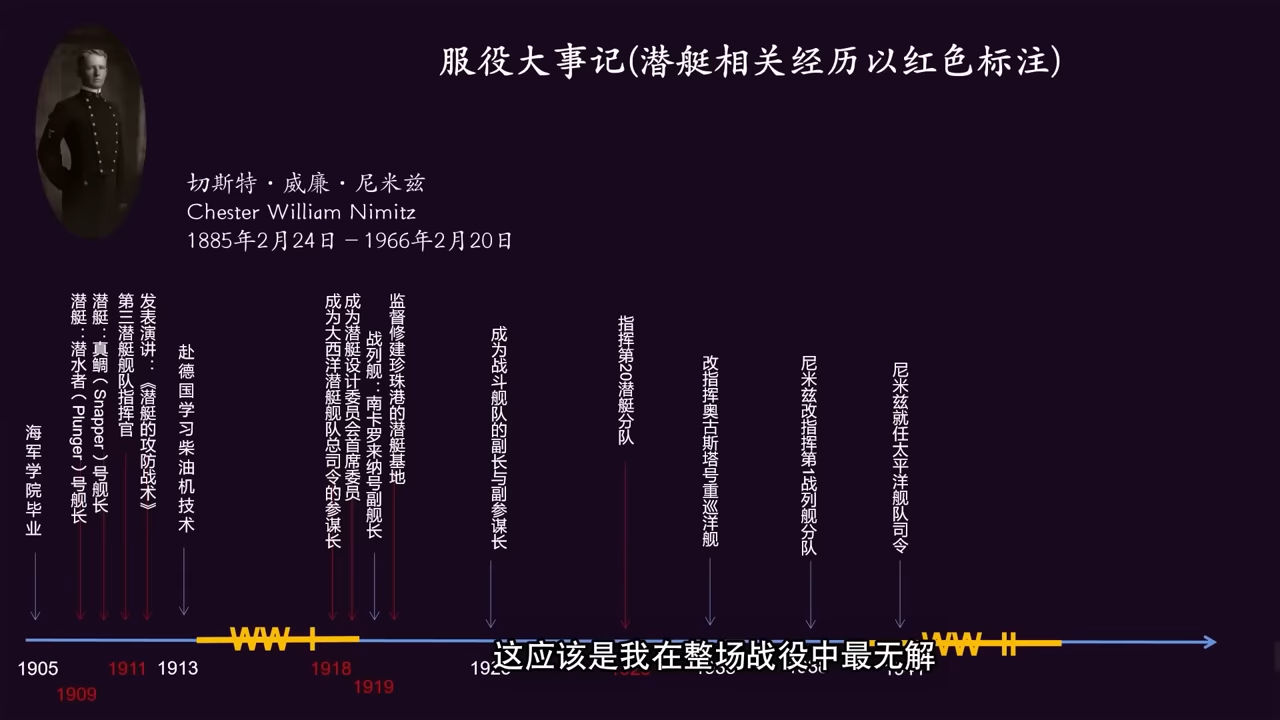 服役大事记(潜艇相关经历以红色标注)
切斯特·威廉·尼米兹
Chester William Nimitz
1885年2月24日－1966年2月20日
海军学院毕业
潜艇：潜水者（Plunger）号舰长
潜艇：真鲷（Snapper）号舰长
第三潜艇舰队指挥官
发表演讲：《潜艇的攻防战术》
赴德国学习柴油机技术
成为大西洋潜艇舰队总司令的参谋长
成为潜艇设计委员会首席委员
战列舰：南卡罗来纳号副舰长
监督修建珍珠港的潜艇基地
成为战斗舰队的副长与副参谋长
指挥第20潜艇分队
改指挥奥古斯塔号重巡洋舰
尼米兹改指挥第1战列舰分队
尼米兹就任太平洋舰队司令
WW I
WW II
1905
1909
1911
1913
1918
1919
这应该是我在整场战役中最无解